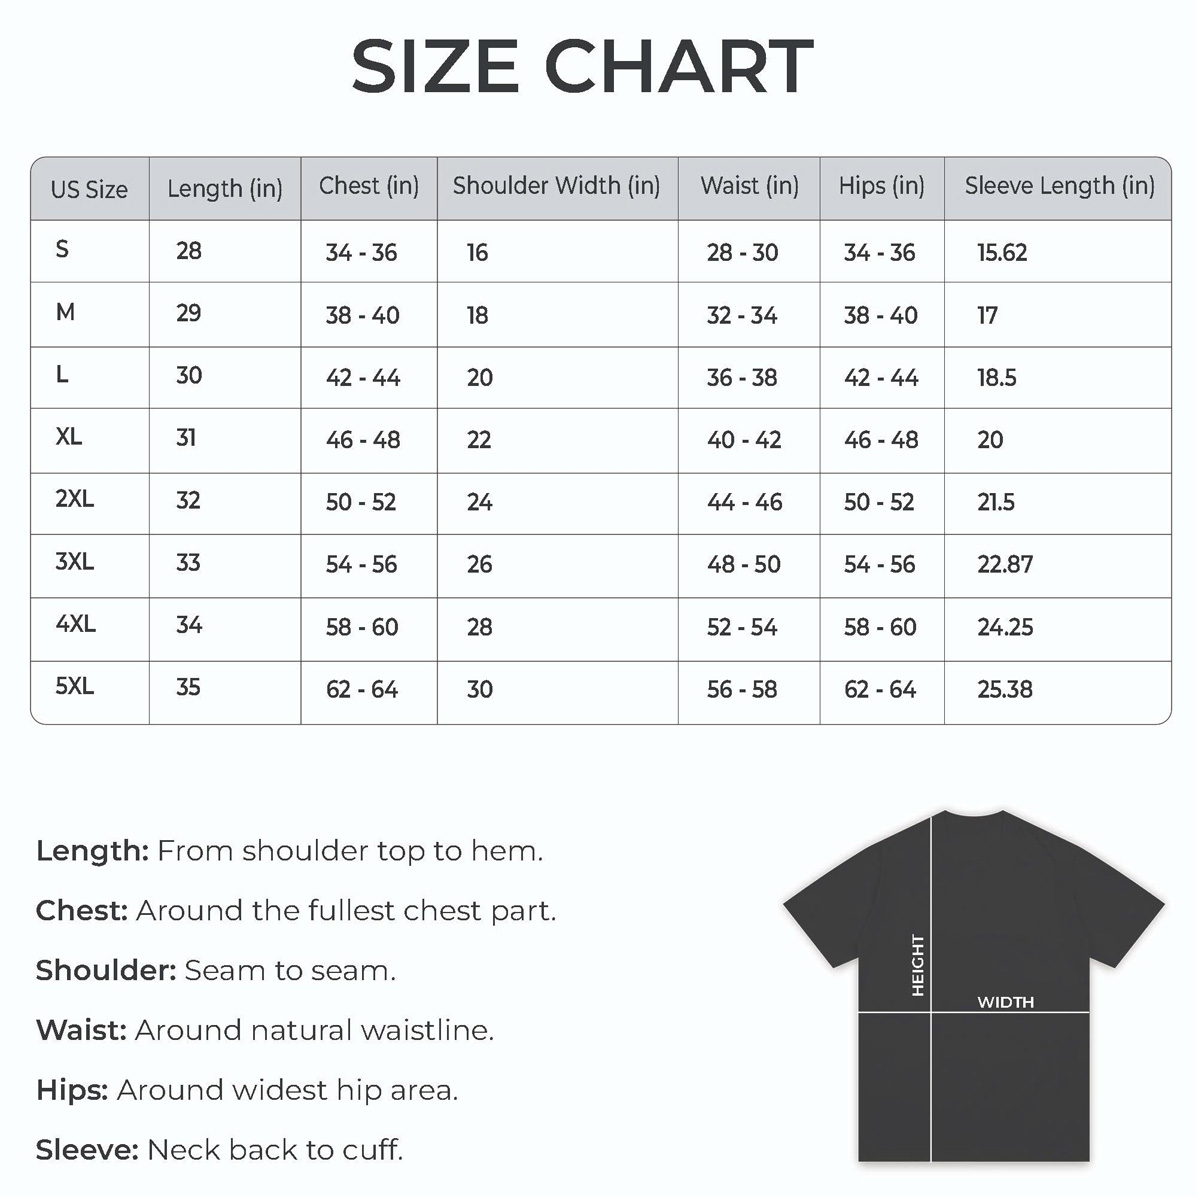 SIZE CHART
US Size Length (in) Chest (in) Shoulder Width (in) Waist (in) Hips (in) Sleeve Length (in)
S 28 34 - 36 16 28 - 30 34 - 36 15.62
M 29 38 - 40 18 32 - 34 38 - 40 17
L 30 42 - 44 20 36 - 38 42 - 44 18.5
XL 31 46 - 48 22 40 - 42 46 - 48 20
2XL 32 50 - 52 24 44 - 46 50 - 52 21.5
3XL 33 54 - 56 26 48 - 50 54 - 56 22.87
4XL 34 58 - 60 28 52 - 54 58 - 60 24.25
5XL 35 62 - 64 30 56 - 58 62 - 64 25.38
Length: From shoulder top to hem.
Chest: Around the fullest chest part.
Shoulder: Seam to seam.
Waist: Around natural waistline.
Hips: Around widest hip area.
Sleeve: Neck back to cuff.
HEIGHT
WIDTH